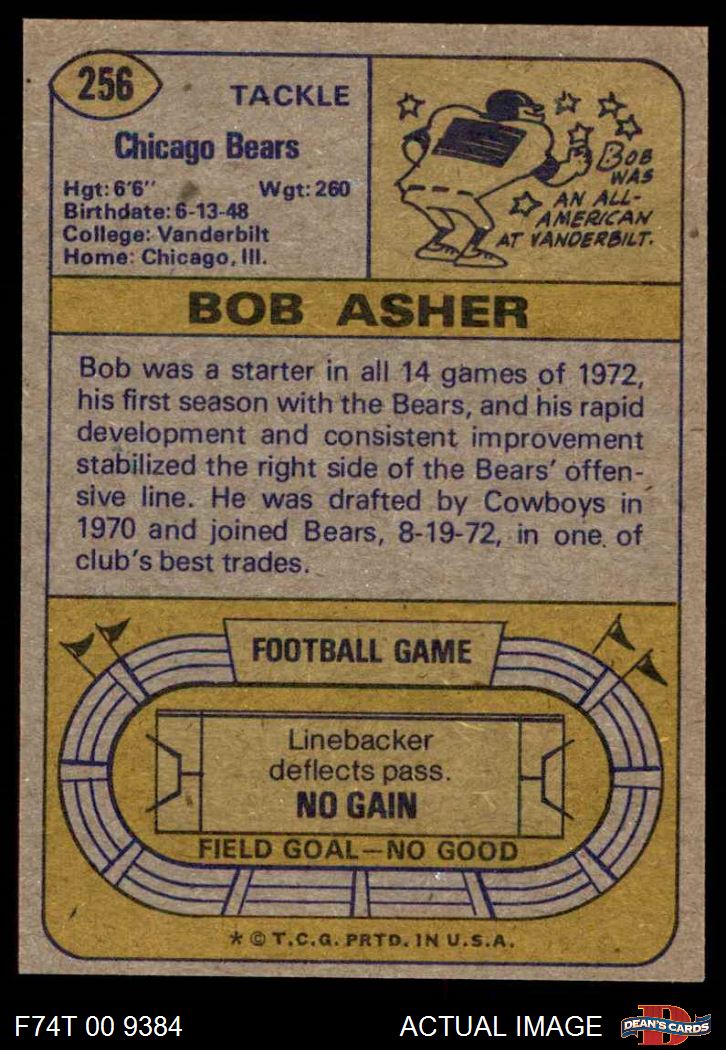 256
TACKLE
Chicago Bears
Hgt: 6'6" Wgt: 260
Birthdate: 6-13-48
College: Vanderbilt
Home: Chicago, Ill.
BOB
WAS
AN ALL-
AMERICAN
AT VANDERBILT.
BOB ASHER
Bob was a starter in all 14 games of 1972,
his first season with the Bears, and his rapid
development and consistent improvement
stabilized the right side of the Bears' offen-
sive line. He was drafted by Cowboys in
1970 and joined Bears, 8-19-72, in one of
club's best trades.
FOOTBALL GAME
Linebacker
deflects pass.
NO GAIN
FIELD GOAL—NO GOOD
* © T.C.G. PRTD. IN U.S.A.
F74T 00 9384 ACTUAL IMAGE
D
DEAN'S CARDS